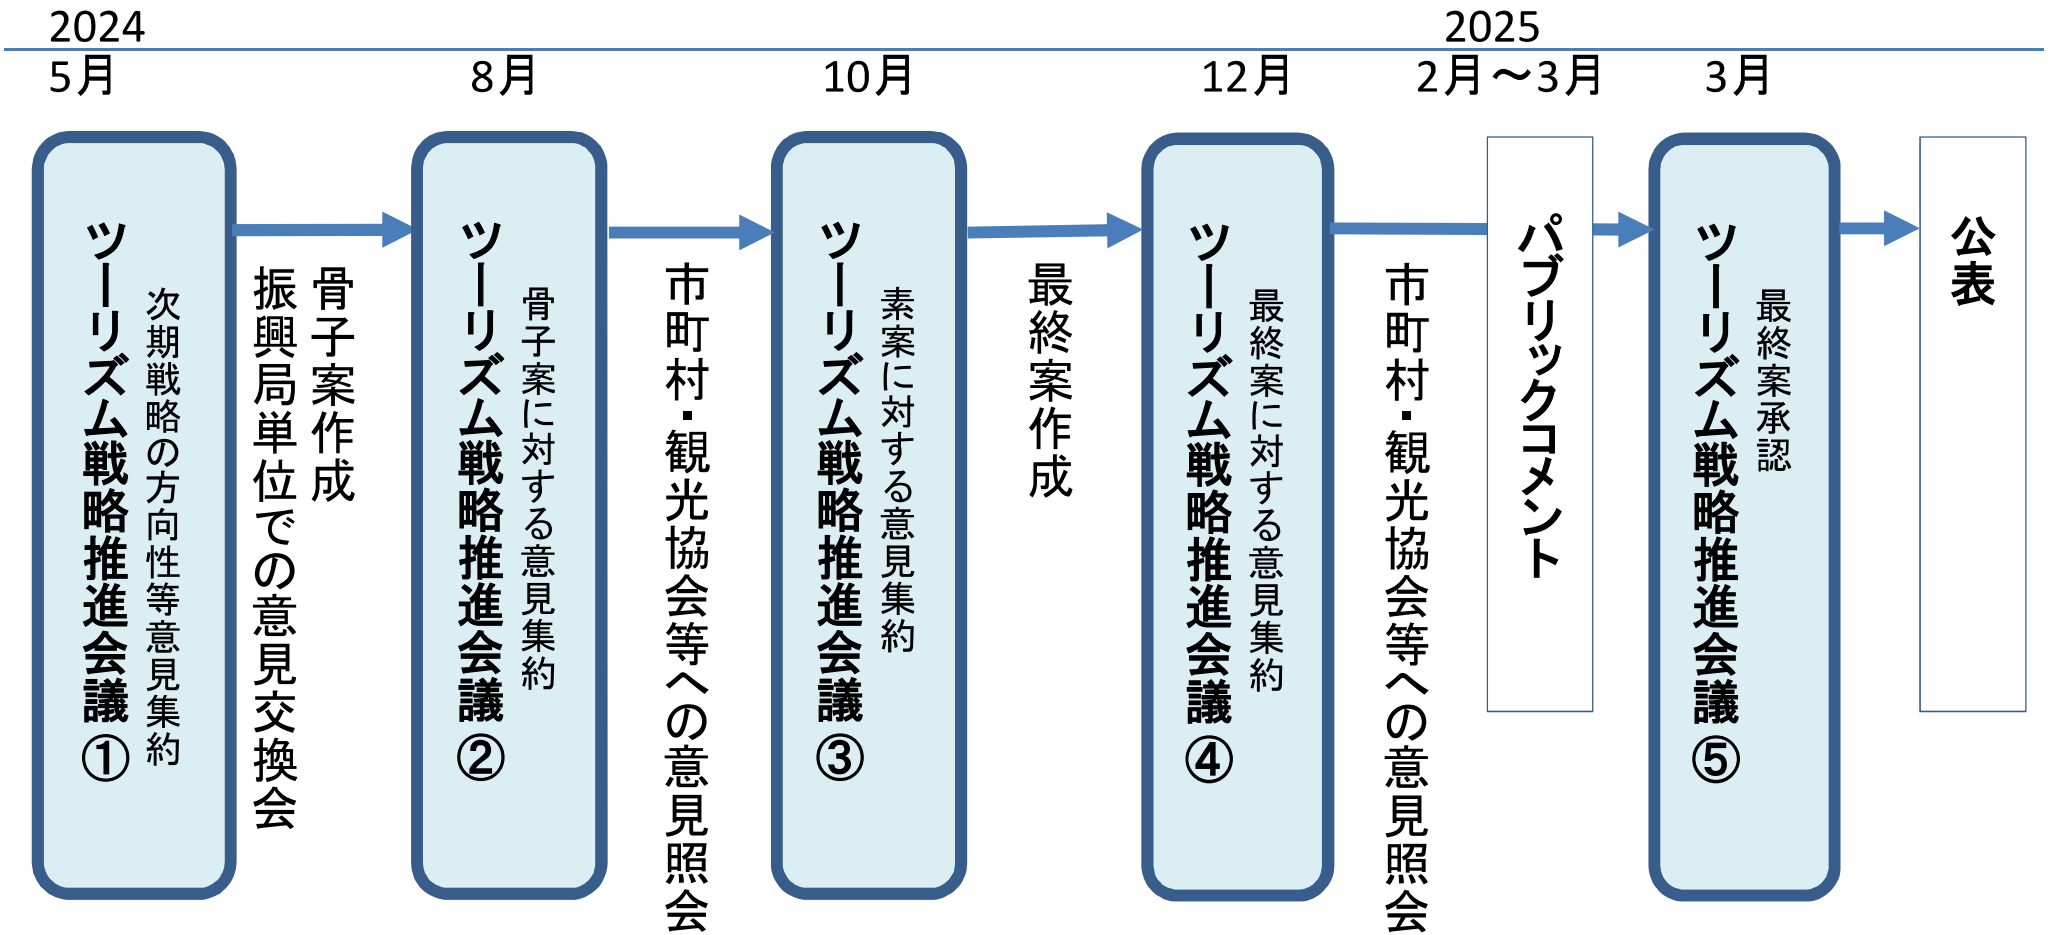 2024
2025
5月
8月
10月
12月
2月～3月
3月
次期戦略の方向性等意見集約
ツーリズム戦略推進会議①
骨子案作成
振興局単位での意見交換会
骨子案に対する意見集約
ツーリズム戦略推進会議②
市町村・観光協会等への意見照会
素案に対する意見集約
ツーリズム戦略推進会議③
最終案作成
最終案に対する意見集約
ツーリズム戦略推進会議④
市町村・観光協会等への意見照会
パブリックコメント
最終案承認
ツーリズム戦略推進会議⑤
公表